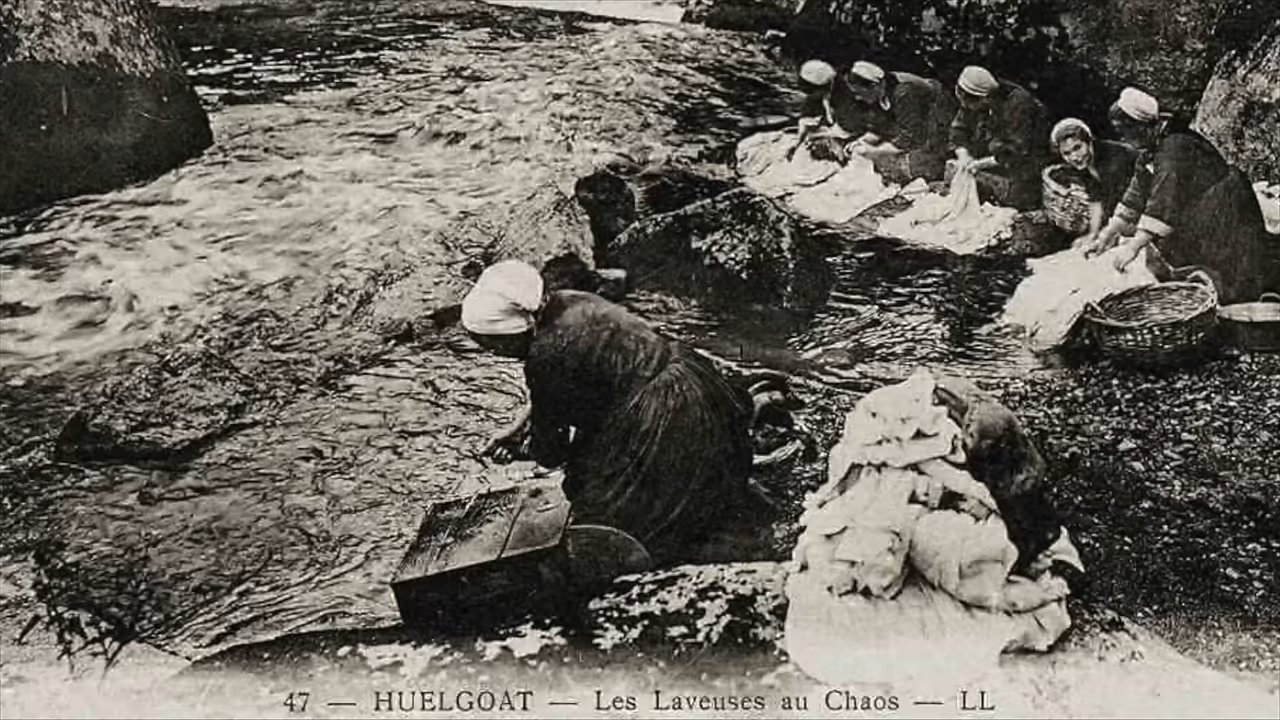 47 — HUELGOAT — Les Laveuses au Chaos — LL